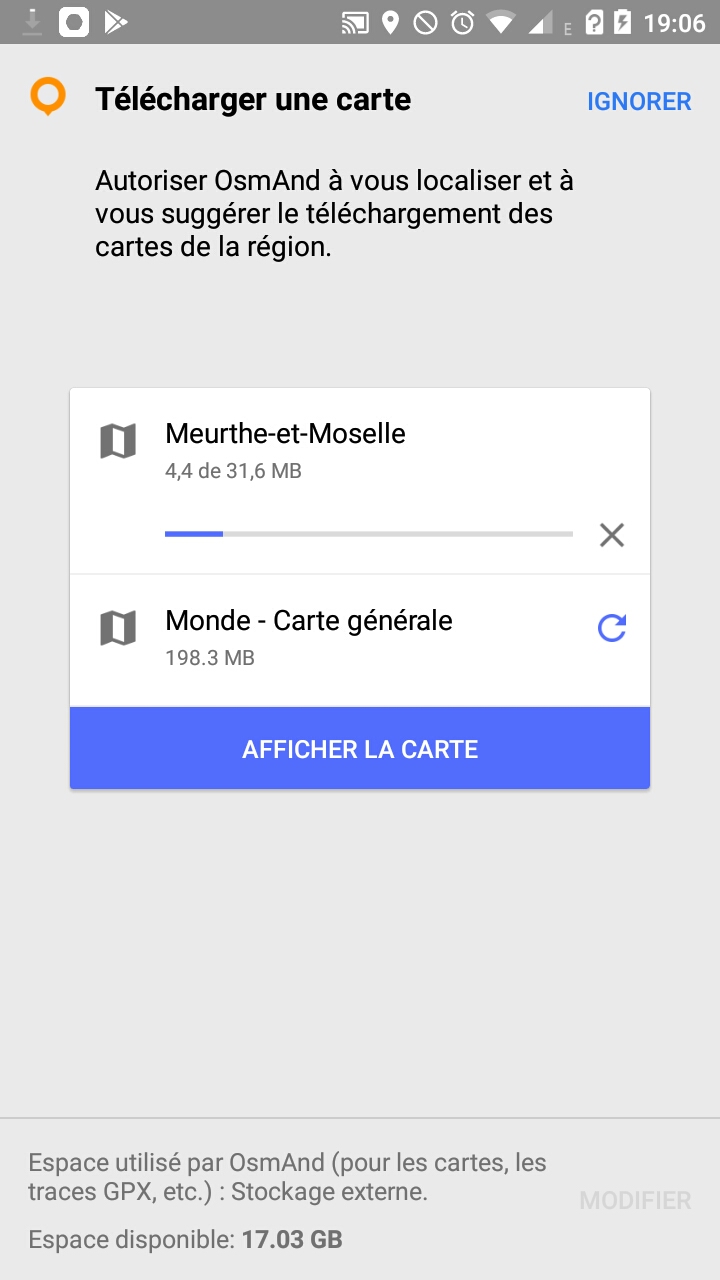 E 19:06
Télécharger une carte
IGNORER
Autoriser OsmAnd à vous localiser et à
vous suggérer le téléchargement des
cartes de la région.
Meurthe-et-Moselle
4,4 de 31,6 MB
Monde - Carte générale
198.3 MB
AFFICHER LA CARTE
Espace utilisé par OsmAnd (pour les cartes, les
traces GPX, etc.) : Stockage externe.
MODIFIER
Espace disponible: 17.03 GB